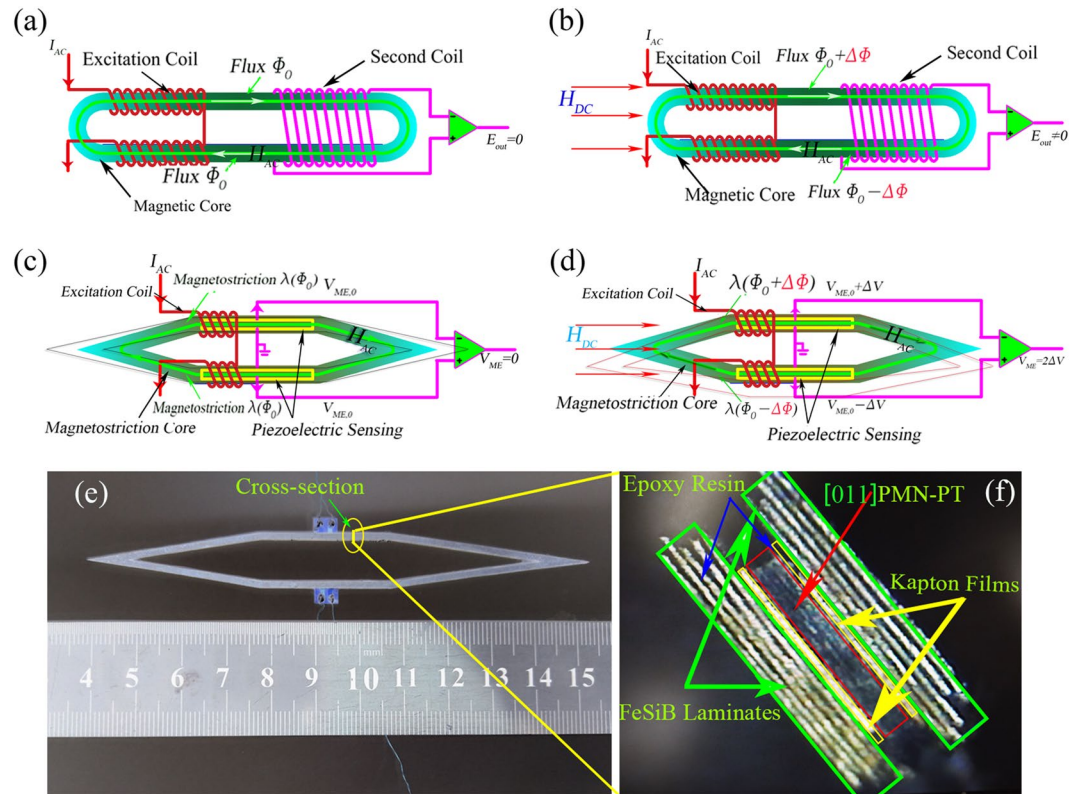 (a)
I_AC
Excitation Coil
Flux Φ_0
Second Coil
E_out=0
H_AC
Flux Φ_0
Magnetic Core
(b)
I_AC
Excitation Coil
Flux Φ_0+ΔΦ
Second Coil
H_DC
E_out≠0
H_AC
Flux Φ_0−ΔΦ
Magnetic Core
(c)
I_AC
Magnetostriction λ(Φ_0)
V_ME,0
Excitation Coil
H_AC
V_ME=0
Magnetostriction λ(Φ_0)
V_ME,0
Magnetostriction Core
Piezoelectric Sensing
(d)
I_AC
λ(Φ_0+ΔΦ)
V_ME,0+ΔV
Excitation Coil
H_DC
H_AC
V_ME=2ΔV
Magnetostriction Core
λ(Φ_0−ΔΦ)
V_ME,0−ΔV
Piezoelectric Sensing
(e)
Cross-section
mm
4 5 6 7 8 9 10 11 12 13 14 15
(f)
Epoxy Resin
[011]PMN-PT
Kapton Films
FeSiB Laminates